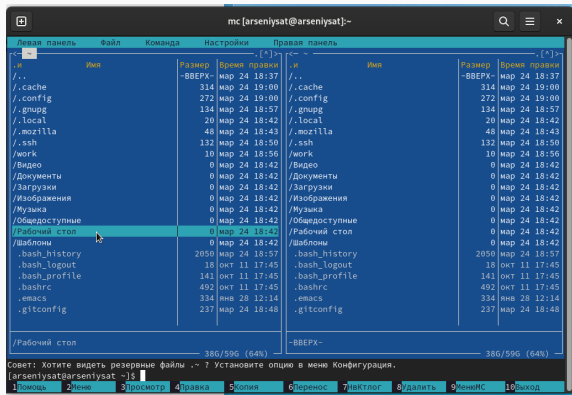 mc [arseniysat@arseniysat]:~
Левая панель Файл Команда Настройки Правая панель
<- ~ .[^]>
<- ~ .[^]>
.и Имя Размер Время правки
.и Имя Размер Время правки
/.. -ВВЕРХ- мар 24 18:37
/.. -ВВЕРХ- мар 24 18:37
/.cache 314 мар 24 19:00
/.cache 314 мар 24 19:00
/.config 272 мар 24 19:00
/.config 272 мар 24 19:00
/.gnupg 134 мар 24 18:57
/.gnupg 134 мар 24 18:57
/.local 20 мар 24 18:42
/.local 20 мар 24 18:42
/.mozilla 48 мар 24 18:43
/.mozilla 48 мар 24 18:43
/.ssh 132 мар 24 18:50
/.ssh 132 мар 24 18:50
/work 10 мар 24 18:56
/work 10 мар 24 18:56
/Видео 0 мар 24 18:42
/Видео 0 мар 24 18:42
/Документы 0 мар 24 18:42
/Документы 0 мар 24 18:42
/Загрузки 0 мар 24 18:42
/Загрузки 0 мар 24 18:42
/Изображения 0 мар 24 18:42
/Изображения 0 мар 24 18:42
/Музыка 0 мар 24 18:42
/Музыка 0 мар 24 18:42
/Общедоступные 0 мар 24 18:42
/Общедоступные 0 мар 24 18:42
/Рабочий стол 0 мар 24 18:42
/Рабочий стол 0 мар 24 18:42
/Шаблоны 0 мар 24 18:42
/Шаблоны 0 мар 24 18:42
.bash_history 2050 мар 24 18:57
.bash_history 2050 мар 24 18:57
.bash_logout 18 окт 11 17:45
.bash_logout 18 окт 11 17:45
.bash_profile 141 окт 11 17:45
.bash_profile 141 окт 11 17:45
.bashrc 492 окт 11 17:45
.bashrc 492 окт 11 17:45
.emacs 334 янв 28 12:14
.emacs 334 янв 28 12:14
.gitconfig 237 мар 24 18:48
.gitconfig 237 мар 24 18:48
/Рабочий стол
-ВВЕРХ-
38G/59G (64%)
38G/59G (64%)
Совет: Хотите видеть резервные файлы .~ ? Установите опцию в меню Конфигурация.
[arseniysat@arseniysat ~]$
1Помощь 2Меню 3Просмотр 4Правка 5Копия 6Перенос 7НвКтлог 8Удалить 9МенюMC 10Выход